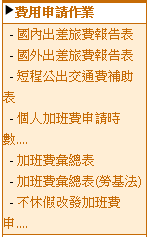 ▶費用申請作業
- 國內出差旅費報告表
- 國外出差旅費報告表
- 短程公出交通費補助
表
- 個人加班費申請時
數....
- 加班費彙總表
- 加班費彙總表(勞基法)
- 不休假改發加班費
申....